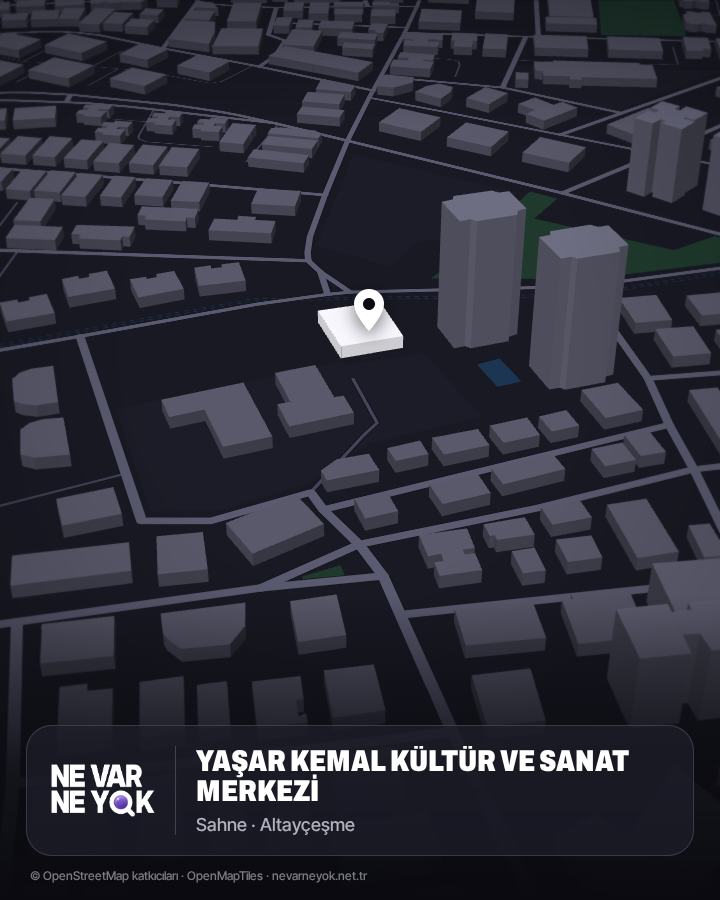 NE VAR
NE YOK
YAŞAR KEMAL KÜLTÜR VE SANAT
MERKEZİ
Sahne · Altayçeşme
© OpenStreetMap katkıcıları · OpenMapTiles · nevarneyok.net.tr